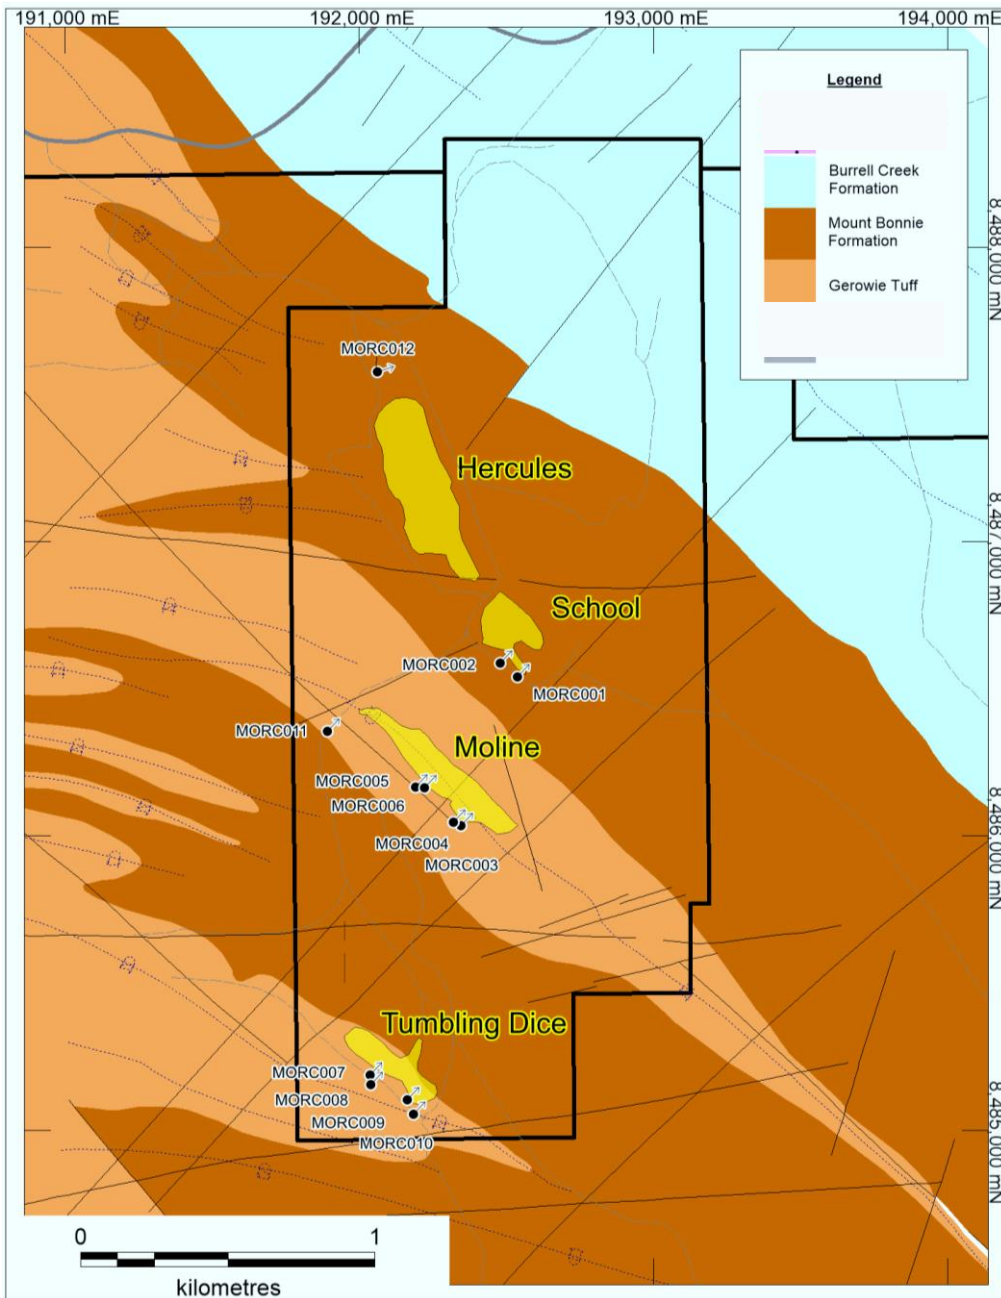 191,000 mE
192,000 mE
193,000 mE
194,000 mE
Legend
Burrell Creek
Formation
Mount Bonnie
Formation
Gerowie Tuff
8,488,000 mN
MORC012
Hercules
8,487,000 mN
School
MORC002
MORC001
MORC011
Moline
MORC005
MORC006
MORC004
MORC003
8,486,000 mN
Tumbling Dice
MORC007
MORC008
MORC009
MORC010
8,485,000 mN
0
1
kilometres